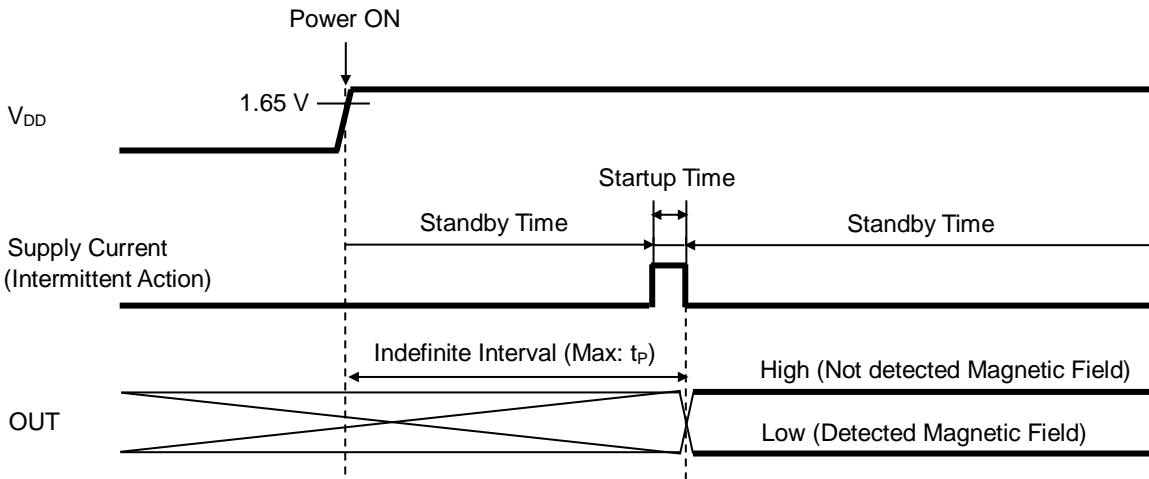 Power ON
1.65 V
VDD
Startup Time
Standby Time
Standby Time
Supply Current
(Intermittent Action)
Indefinite Interval (Max: tP)
High (Not detected Magnetic Field)
OUT
Low (Detected Magnetic Field)